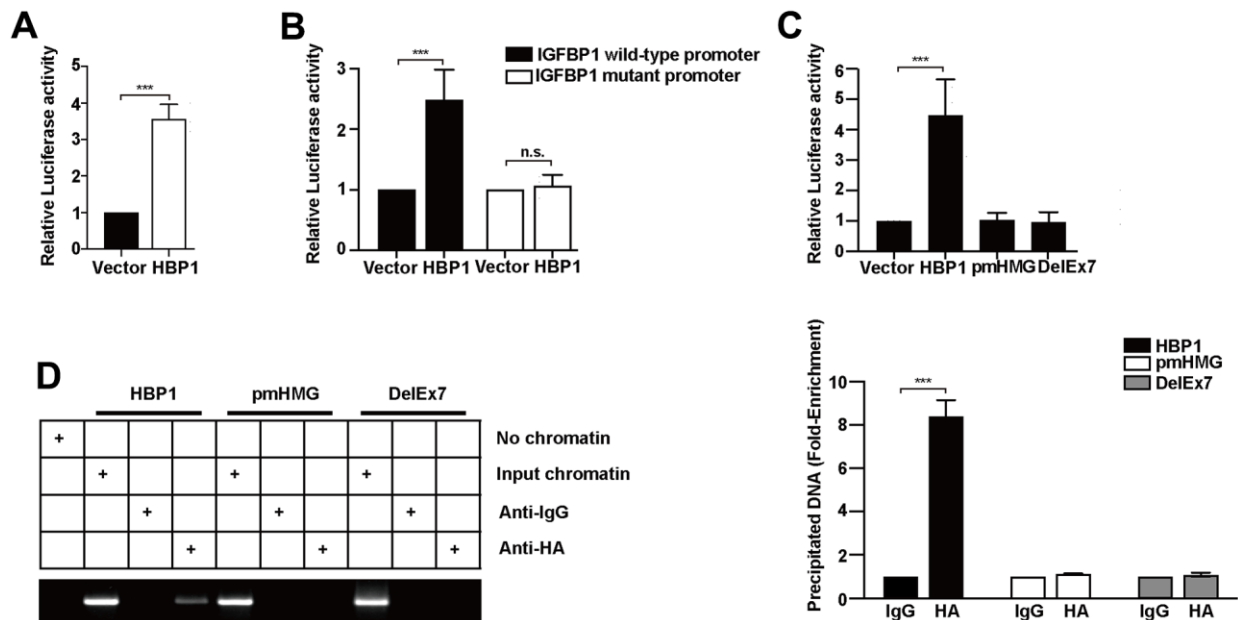 A
Relative Luciferase activity
5
4
3
2
1
0
***
Vector HBP1
B
Relative Luciferase activity
3
2
1
0
***
n.s.
IGFBP1 wild-type promoter
IGFBP1 mutant promoter
Vector HBP1 Vector HBP1
C
Relative Luciferase activity
6
5
4
3
2
1
0
***
Vector HBP1 pmHMG DelEx7
D
HBP1 pmHMG DelEx7
+ No chromatin
+ + + Input chromatin
+ + + Anti-IgG
+ + + Anti-HA
Precipitated DNA (Fold-Enrichment)
10
8
6
4
2
0
***
HBP1
pmHMG
DelEx7
IgG HA IgG HA IgG HA